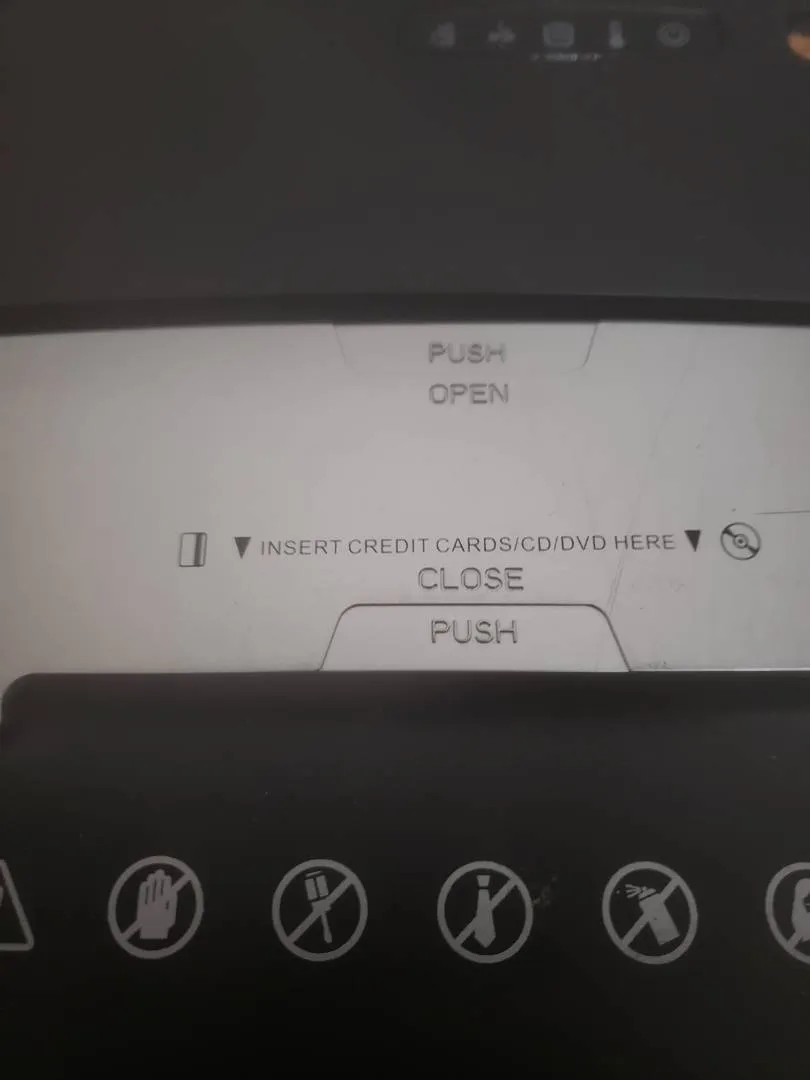 PUSH
OPEN
INSERT CREDIT CARDS/CD/DVD HERE
CLOSE
PUSH